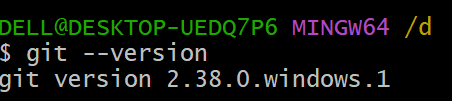 DELL@DESKTOP-UEDQ7P6 MINGW64 /d
$ git --version
git version 2.38.0.windows.1